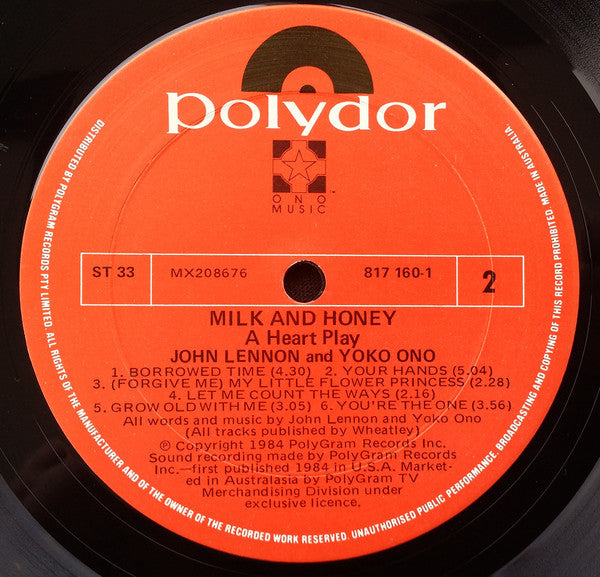 polydor
ONO
MUSIC
™
ST 33
MX208676
817 160-1
2
MILK AND HONEY
A Heart Play
JOHN LENNON and YOKO ONO
1. BORROWED TIME (4.30) 2. YOUR HANDS (5.04)
3. (FORGIVE ME) MY LITTLE FLOWER PRINCESS (2.28)
4. LET ME COUNT THE WAYS (2.16)
5. GROW OLD WITH ME (3.05) 6. YOU'RE THE ONE (3.56)
All words and music by John Lennon and Yoko Ono
(All tracks published by Wheatley)
℗ Copyright 1984 PolyGram Records Inc.
Sound recording made by PolyGram Records
Inc.—first published 1984 in U.S.A. Market-
ed in Australasia by PolyGram TV
Merchandising Division under
exclusive licence.
DISTRIBUTED BY POLYGRAM RECORDS PTY LIMITED. ALL RIGHTS OF THE MANUFACTURER AND OF THE OWNER OF THE RECORDED WORK RESERVED. UNAUTHORISED PUBLIC PERFORMANCE, BROADCASTING AND COPYING OF THIS RECORD PROHIBITED. MADE IN AUSTRALIA.